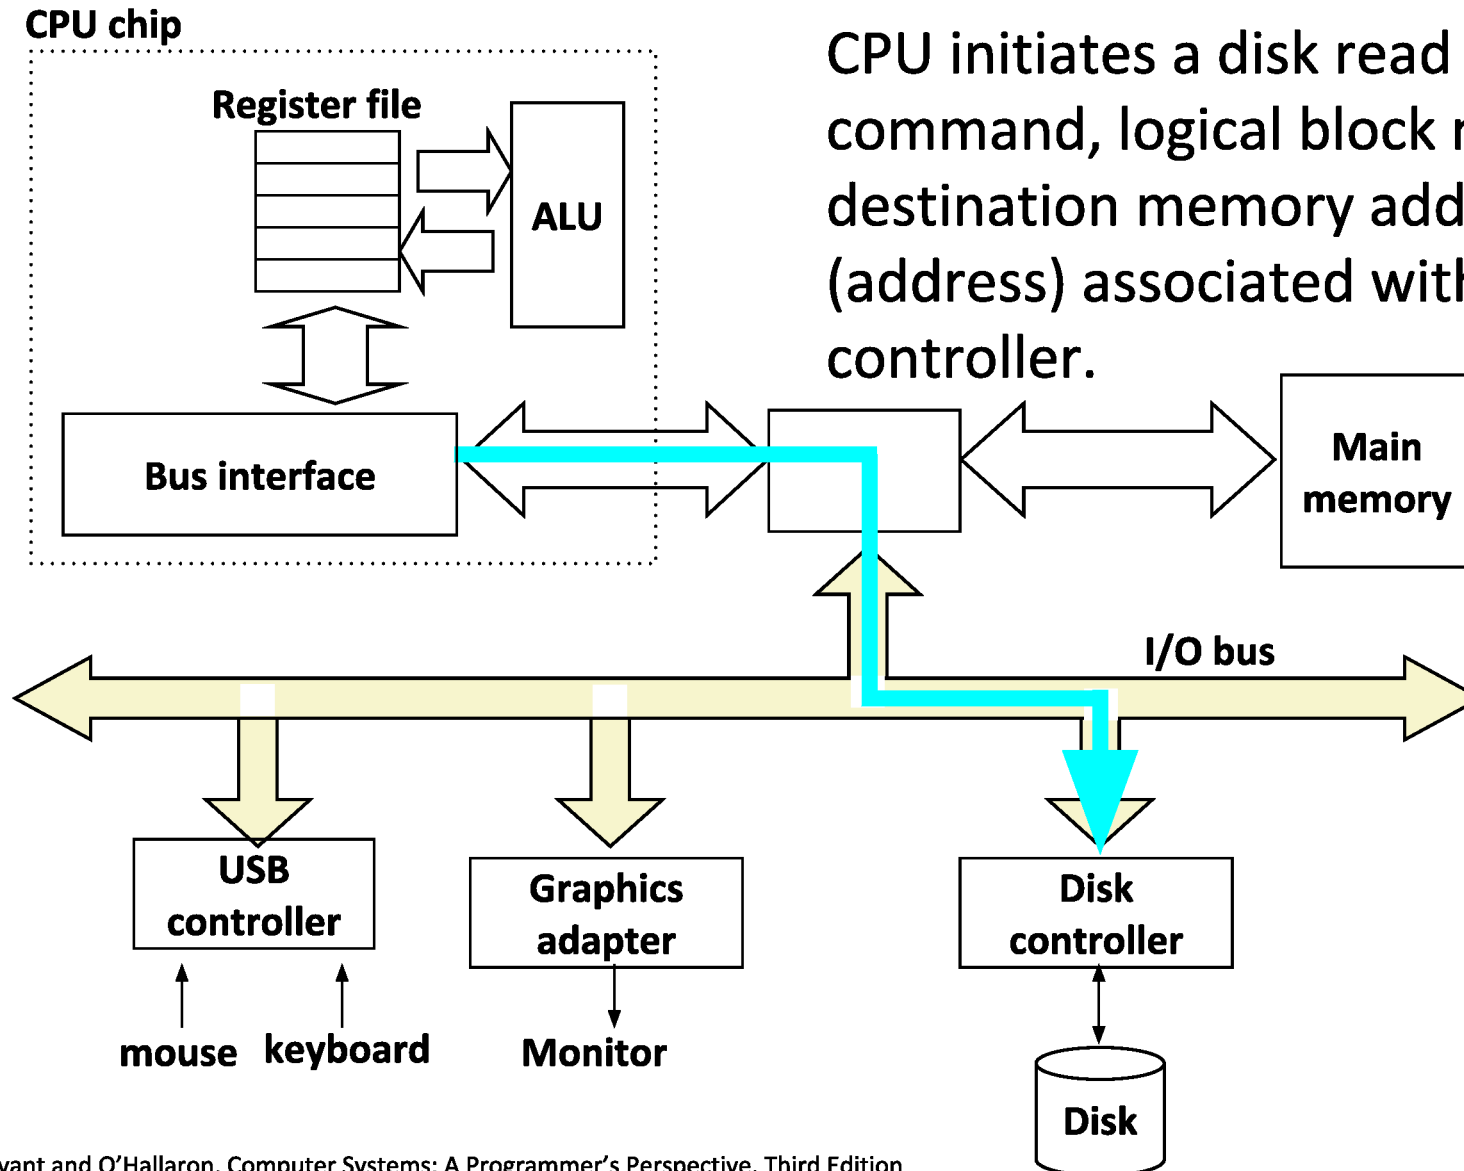 CPU chip
CPU initiates a disk read
command, logical block
destination memory
(address) associated
controller.
Register file
ALU
Bus interface
Main
memory
I/O bus
USB
controller
Graphics
adapter
Disk
controller
mouse
keyboard
Monitor
Disk
and O'Hallaron, Computer Systems: A Programmer's Perspective, Third Edition